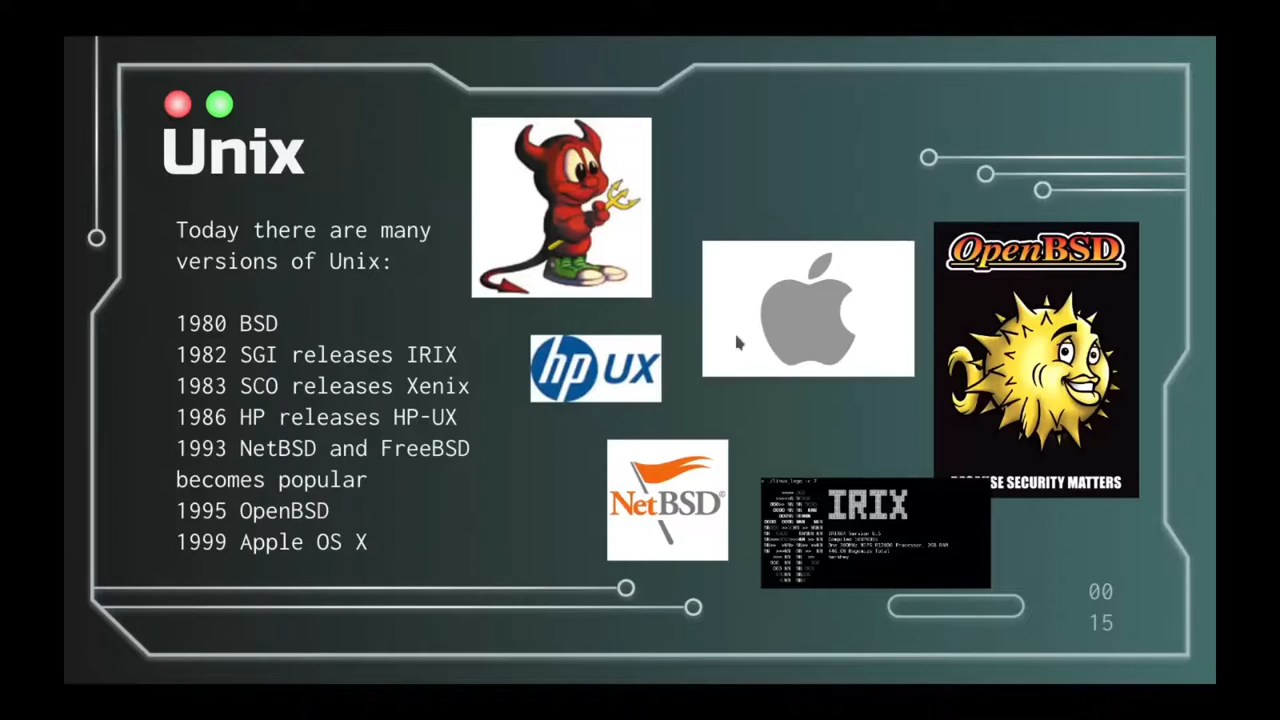 Unix
Today there are many
versions of Unix:
1980 BSD
1982 SGI releases IRIX
1983 SCO releases Xenix
1986 HP releases HP-UX
1993 NetBSD and FreeBSD
becomes popular
1995 OpenBSD
1999 Apple OS X
hp UX
NetBSD®
OpenBSD
SECURITY MATTERS
IRIX
00
15